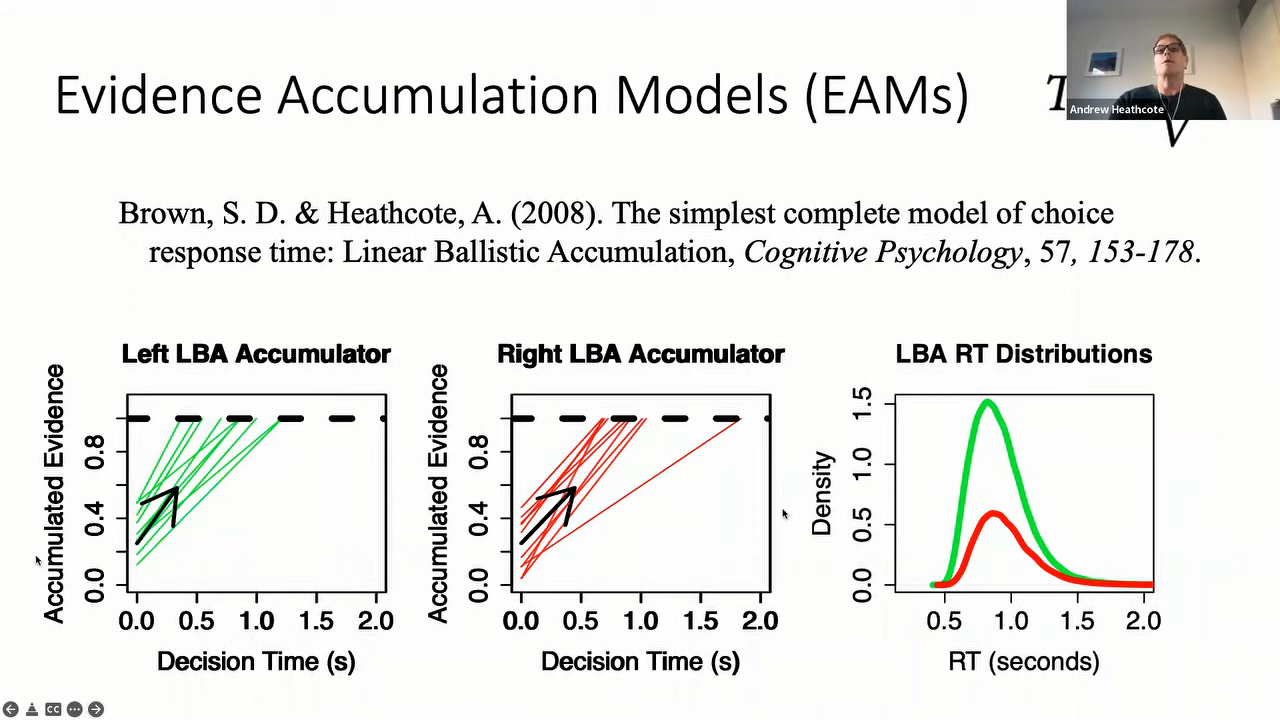 Evidence Accumulation Models (EAMs)
T
V
Andrew Heathcote
Brown, S. D. & Heathcote, A. (2008). The simplest complete model of choice
response time: Linear Ballistic Accumulation, Cognitive Psychology, 57, 153-178.
Left LBA Accumulator
Accumulated Evidence
0.8
0.4
0.0
0.0 0.5 1.0 1.5 2.0
Decision Time (s)
Right LBA Accumulator
Accumulated Evidence
0.8
0.4
0.0
0.0 0.5 1.0 1.5 2.0
Decision Time (s)
LBA RT Distributions
Density
1.5
1.0
0.5
0.0
0.5 1.0 1.5 2.0
RT (seconds)
CC